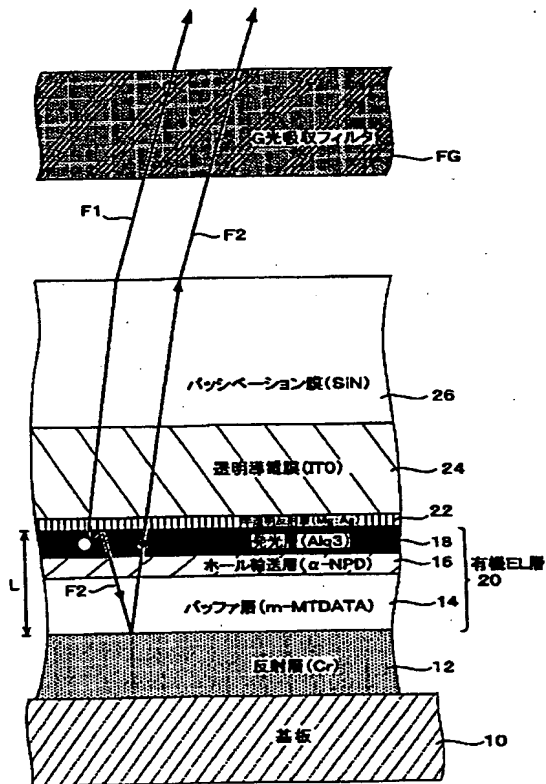 G光吸収フィルタ
FG
F1
F2
パッシベーション膜(SiN)
26
透明導電膜(ITO)
24
22
発光層(Alq3)
18
ホール輸送層(α-NPD)
16
有機EL層
20
L
F2
バッファ層(m-MTDATA)
14
反射層(Cr)
12
基板
10